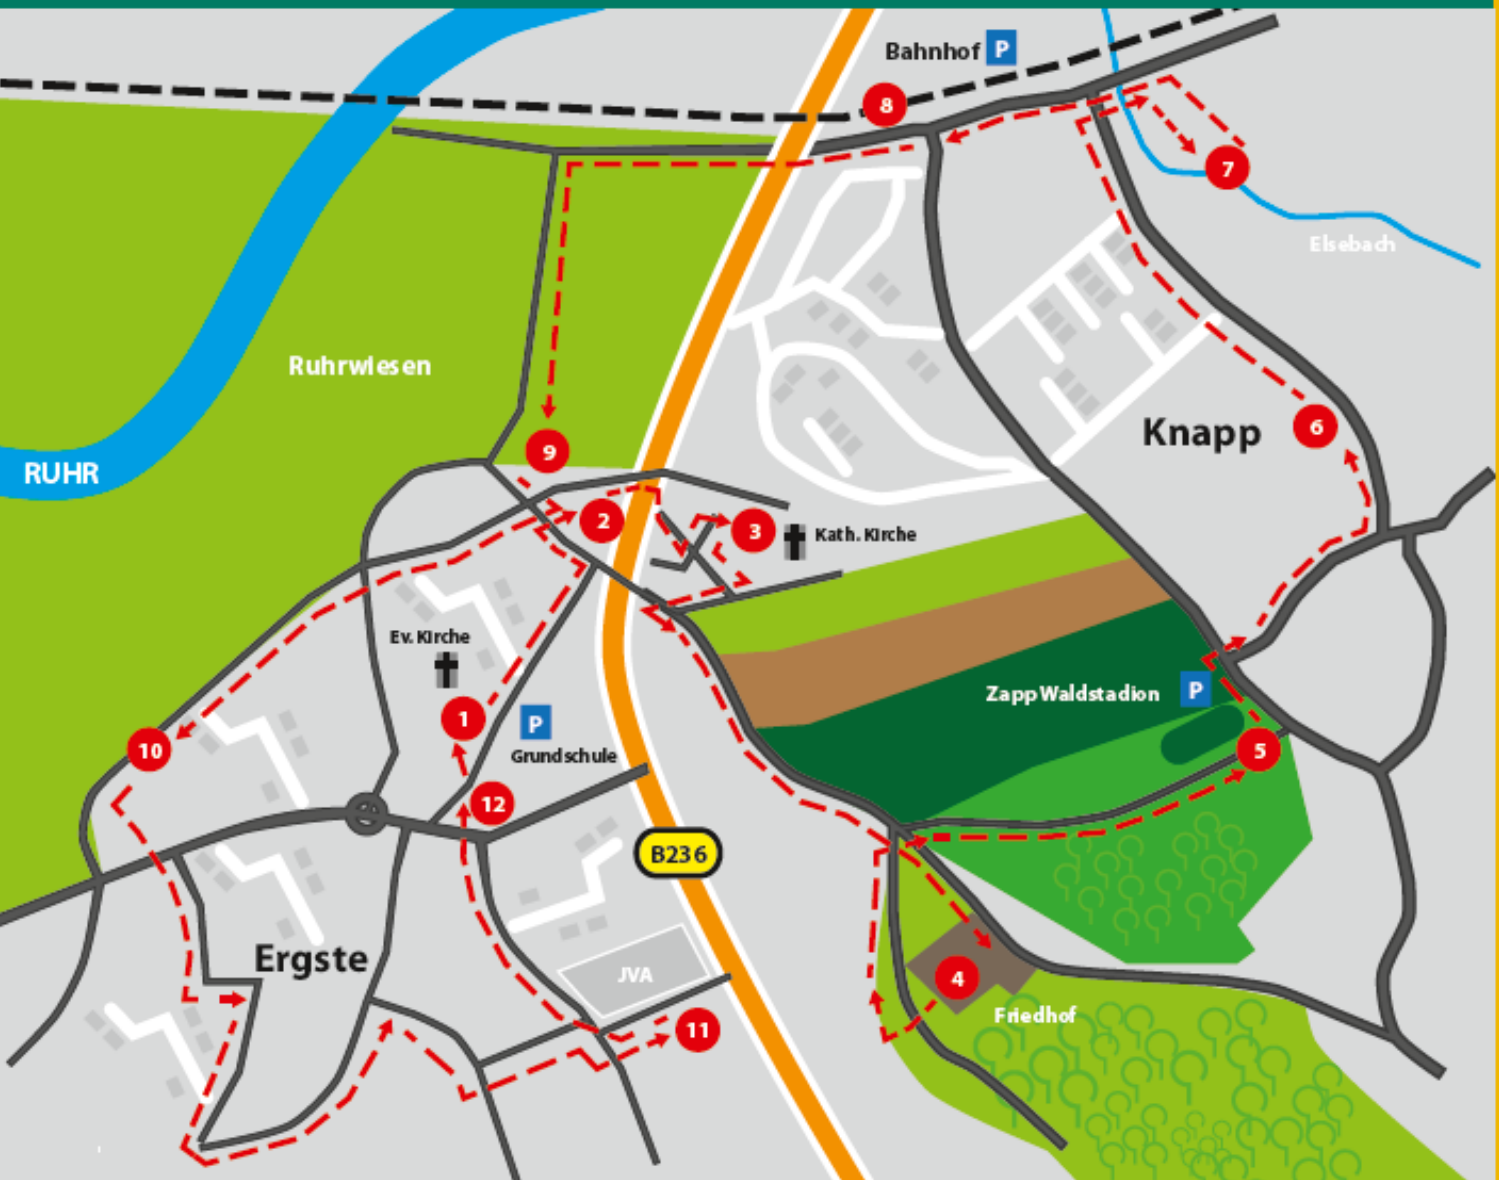 Bahnhof P
8
7
Elsebach
Ruhrwiesen
6
Knapp
9
RUHR
2
3
Kath. Kirche
Ev. Kirche
Zapp Waldstadion P
1
P
10
5
Grundschule
12
B236
Ergste
JVA
4
Friedhof
11